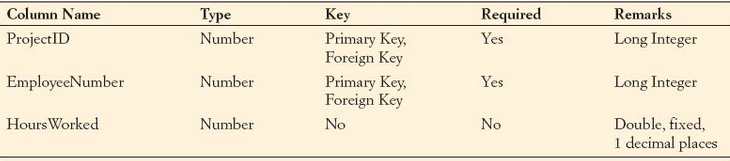 Column Name Type Key Required Remarks
ProjectID Number Primary Key, Yes Long Integer
Foreign Key
EmployeeNumber Number Primary Key, Yes Long Integer
Foreign Key
HoursWorked Number No No Double, fixed,
1 decimal places